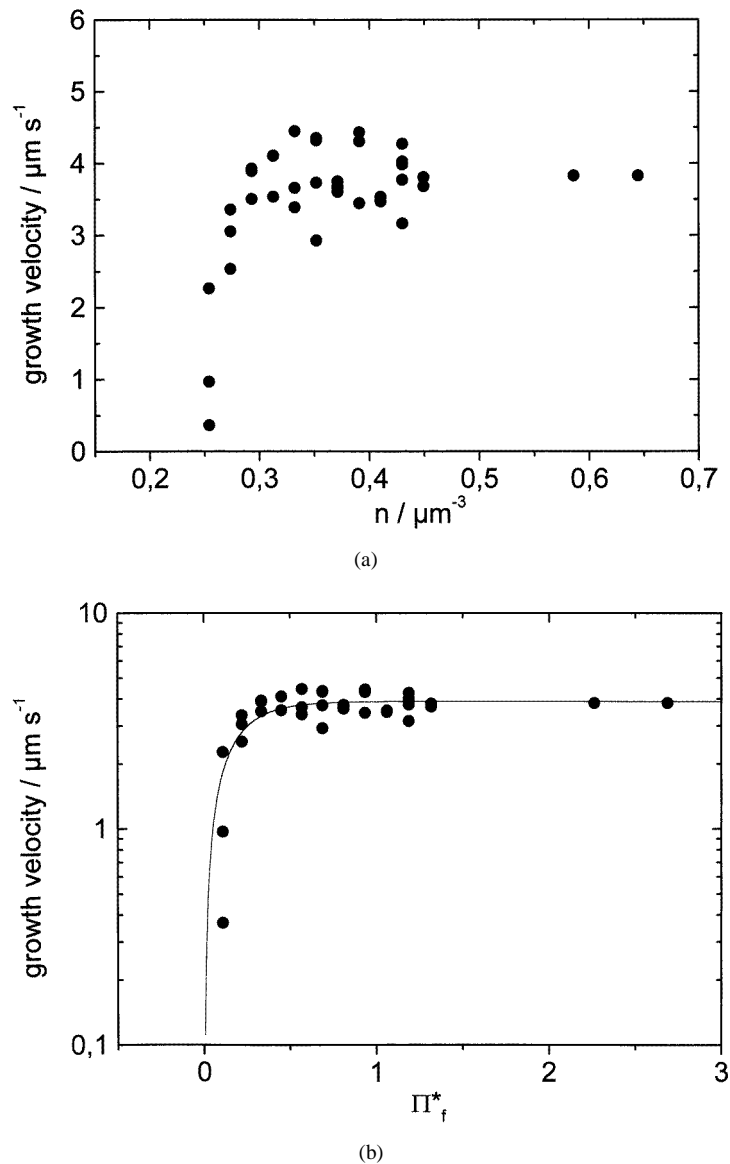 6
5
4
3
2
1
0
growth velocity / µm s⁻¹
0,2 0,3 0,4 0,5 0,6 0,7
n / µm⁻³
(a)
10
1
0,1
growth velocity / µm s⁻¹
0 1 2 3
Π*f
(b)